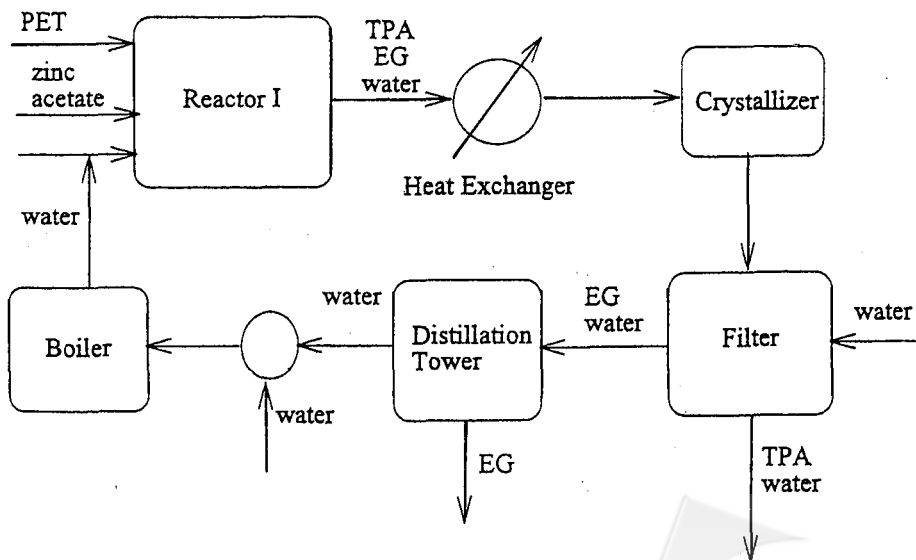 PET
zinc
acetate
water
Reactor I
TPA
EG
water
Heat Exchanger
Crystallizer
Boiler
water
water
Distillation
Tower
EG
EG
water
Filter
water
TPA
water